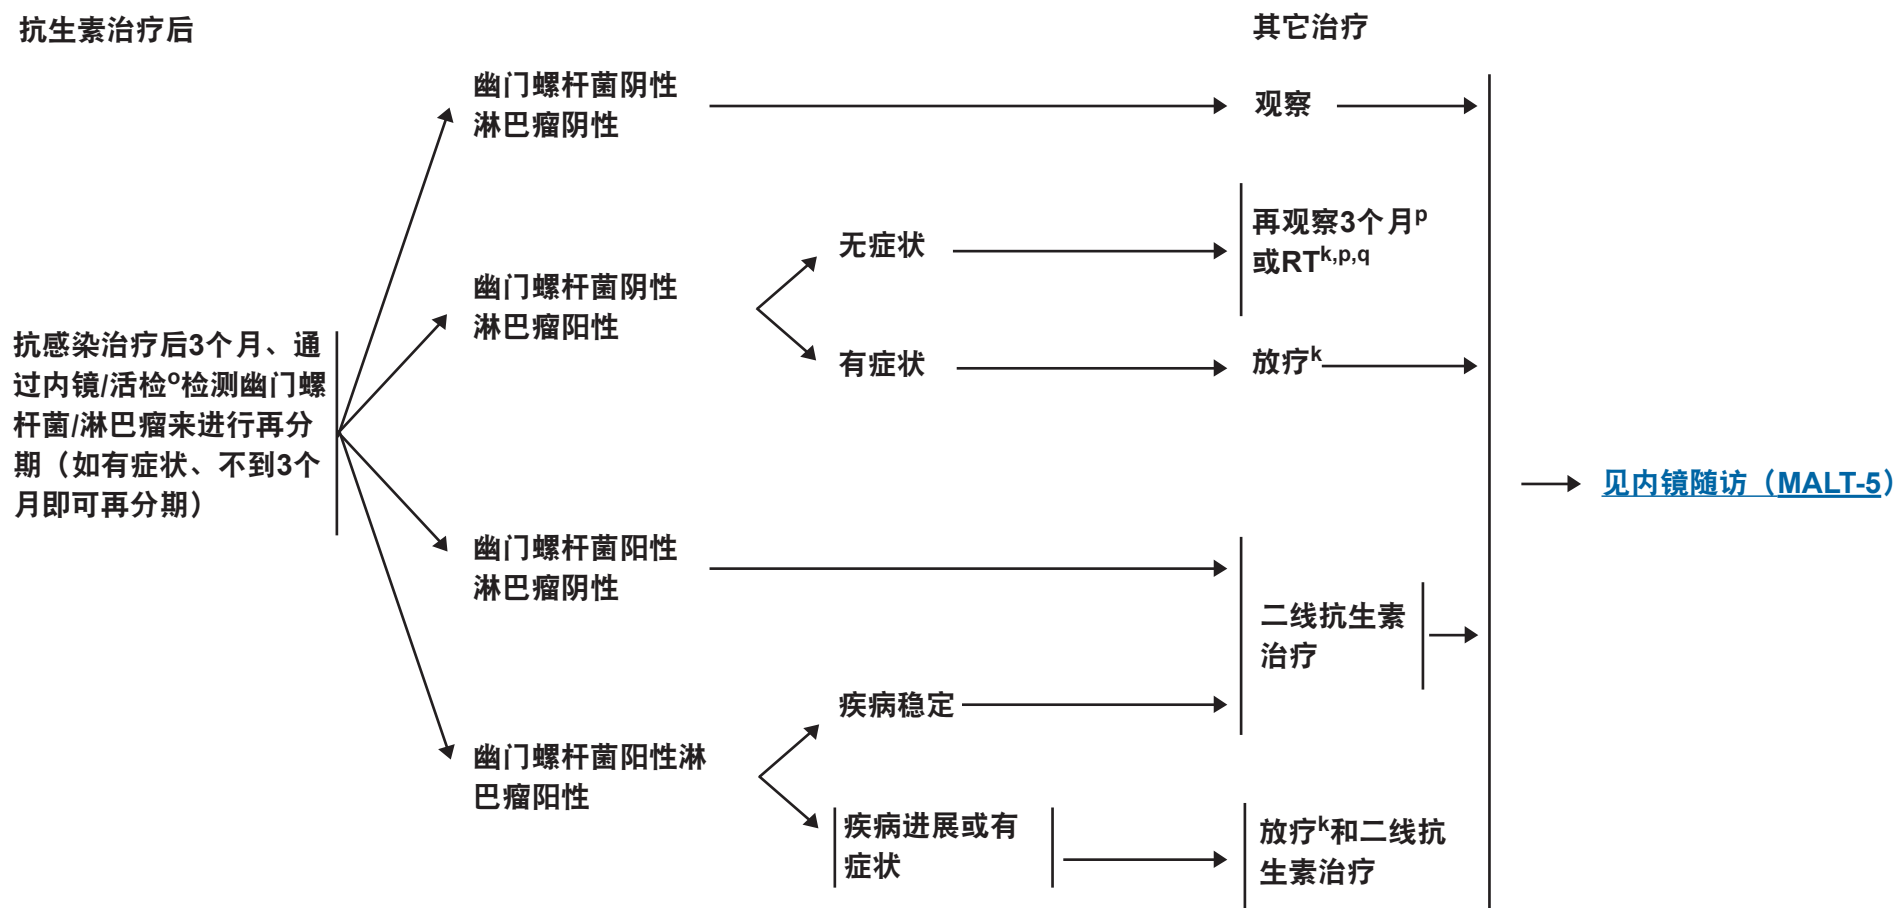 抗生素治疗后
其它治疗
幽门螺杆菌阴性
淋巴瘤阴性
观察
幽门螺杆菌阴性
淋巴瘤阳性
无症状
再观察3个月p
或RTk,p,q
有症状
放疗k
抗感染治疗后3个月、通
过内镜/活检o检测幽门螺
杆菌/淋巴瘤来进行再分
期（如有症状、不到3个
月即可再分期）
见内镜随访（MALT-5）
幽门螺杆菌阳性
淋巴瘤阴性
二线抗生素
治疗
幽门螺杆菌阳性淋
巴瘤阳性
疾病稳定
疾病进展或有
症状
放疗k和二线抗
生素治疗